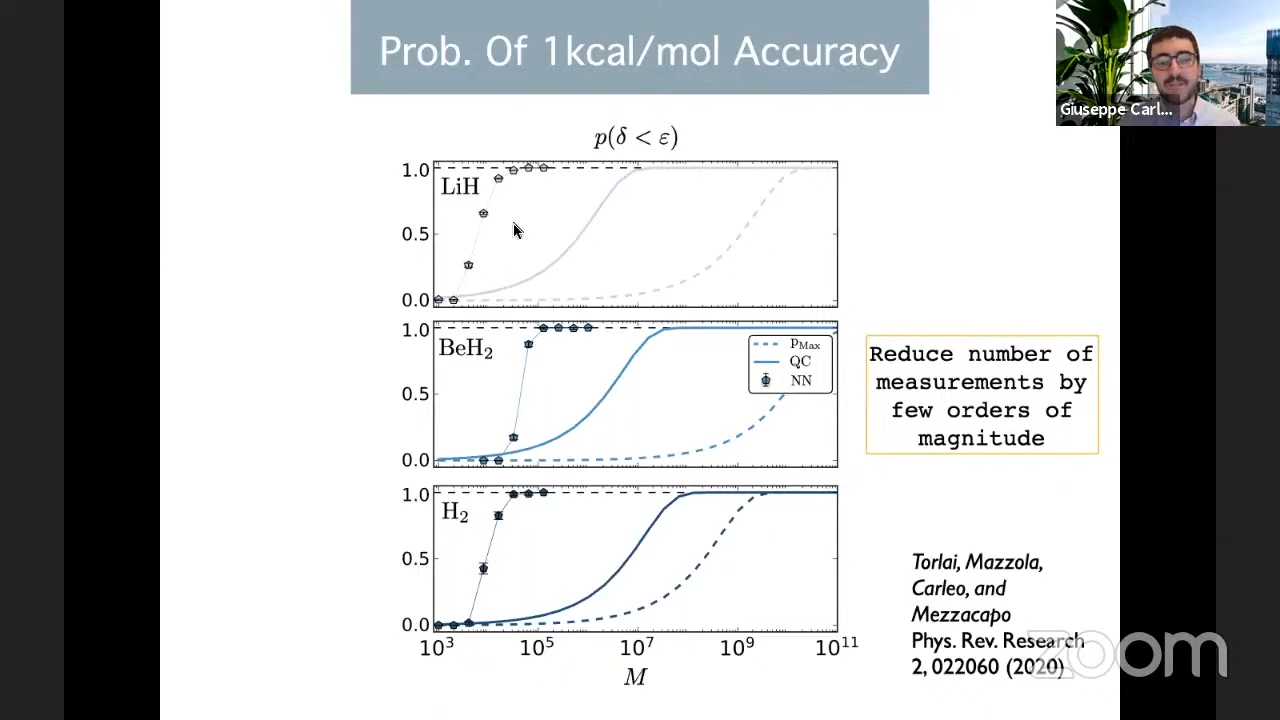 Prob. Of 1kcal/mol Accuracy
Giuseppe Carl...
p(δ < ε)
1.0
LiH
0.5
0.0
1.0
BeH₂
0.5
0.0
pMax
QC
NN
Reduce number of
measurements by
few orders of
magnitude
1.0
H₂
0.5
0.0
10³ 10⁵ 10⁷ 10⁹ 10¹¹
M
Torlai, Mazzola,
Carleo, and
Mezzacapo
Phys. Rev. Research
2, 022060 (2020)
zoom